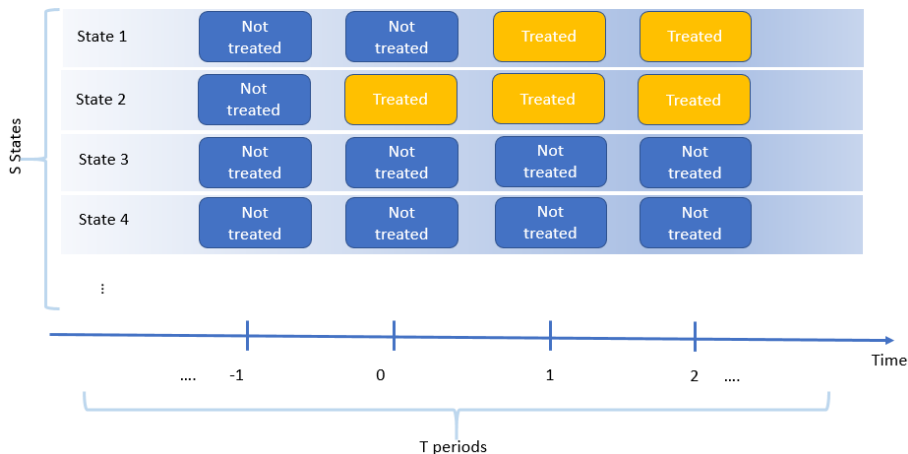 State 1
Not
treated
Not
treated
Treated
Treated
State 2
Not
treated
Treated
Treated
Treated
S States
State 3
Not
treated
Not
treated
Not
treated
Not
treated
State 4
Not
treated
Not
treated
Not
treated
Not
treated
...
Time
.... -1 0 1 2 ....
T periods